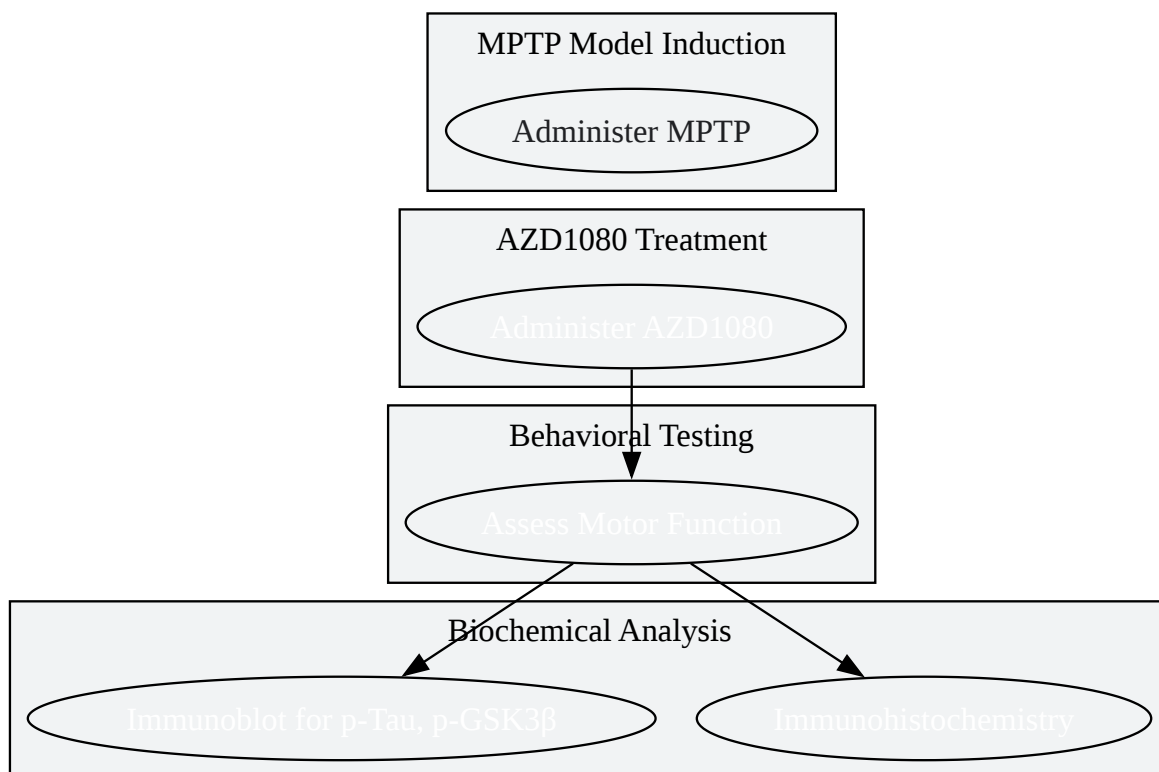 MPTP Model Induction
Administer MPTP
AZD1080 Treatment
Administer AZD1080
Behavioral Testing
Assess Motor Function
Biochemical Analysis
Immunoblot for p-Tau, p-GSK3β
Immunohistochemistry